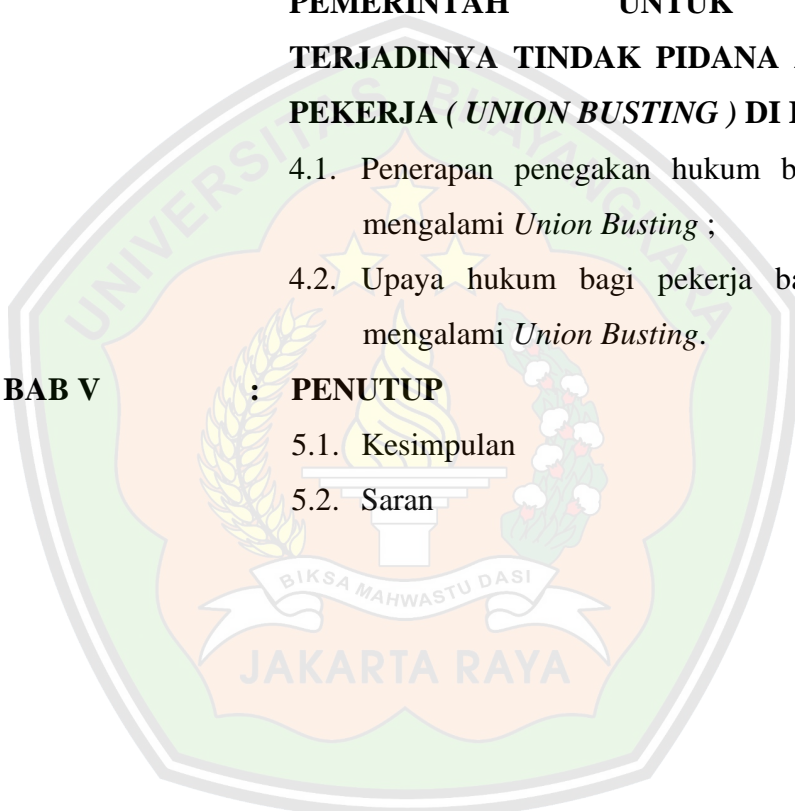 PEMERINTAH UNTUK
TERJADINYA TINDAK PIDANA
PEKERJA ( UNION BUSTING ) DI
4.1. Penerapan penegakan hukum
mengalami Union Busting ;
4.2. Upaya hukum bagi pekerja
mengalami Union Busting.
BAB V : PENUTUP
5.1. Kesimpulan
5.2. Saran
UNIVERSITAS BHAYANGKARA
BIKSA MAHWASTU DASI
JAKARTA RAYA